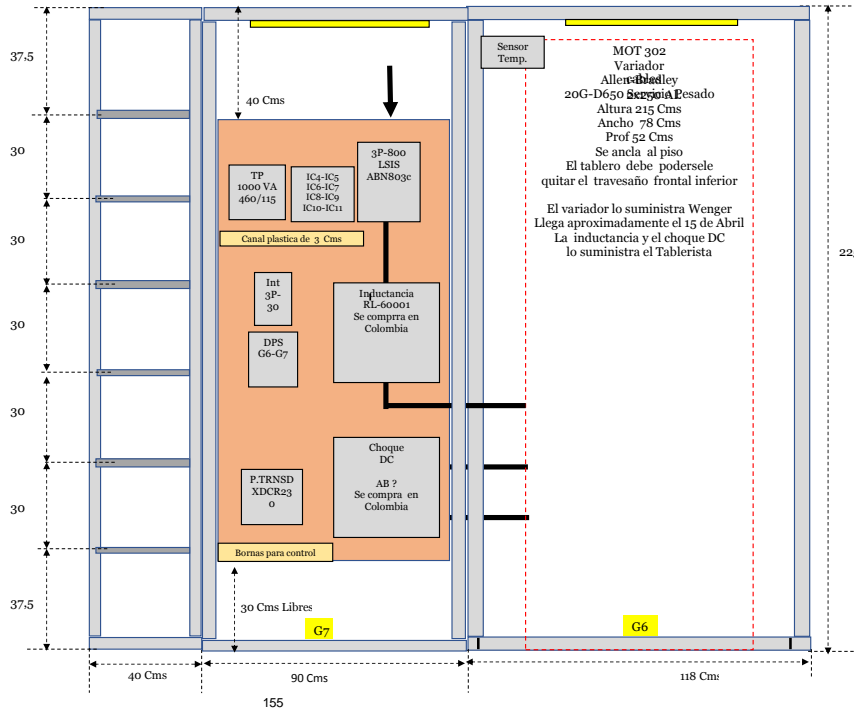 37.5
30
30
30
30
30
37.5
40 Cms
40 Cms
3P-800
LSIS
ABN803c
TP
1000 VA
460/115
IC4-IC5
IC6-IC7
IC8-IC9
IC10-IC11
Canal plastica de 3 Cms
Int
3P-
30
DPS
G6-G7
Inductancia
RL-60001
Se comprra en
Colombia
Choque
DC
AB ?
Se compra en
Colombia
P.TRNSD
XDCR23
0
Bornas para control
30 Cms Libres
G7
90 Cms
155
Sensor
Temp.
MOT 302
Variador
Allen-Bradley
20G-D650 Servicio Pesado
Altura 215 Cms
Ancho 78 Cms
Prof 52 Cms
Se ancla al piso
El tablero debe podersele
quitar el travesaño frontal inferior
El variador lo suministra Wenger
Llega aproximadamente el 15 de Abril
La inductancia y el choque DC
lo suministra el Tablerista
G6
118 Cms